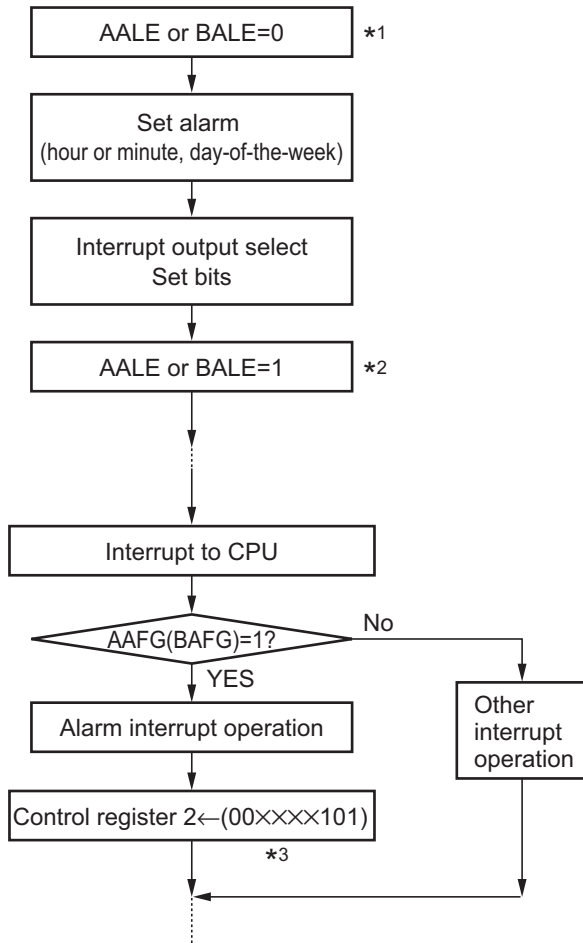 AALE or BALE=0 *1
Set alarm
(hour or minute, day-of-the-week)
Interrupt output select
Set bits
AALE or BALE=1 *2
Interrupt to CPU
AAFG(BAFG)=1?
No
YES
Alarm interrupt operation
Other
interrupt
operation
Control register 2←(00××××101)
*3